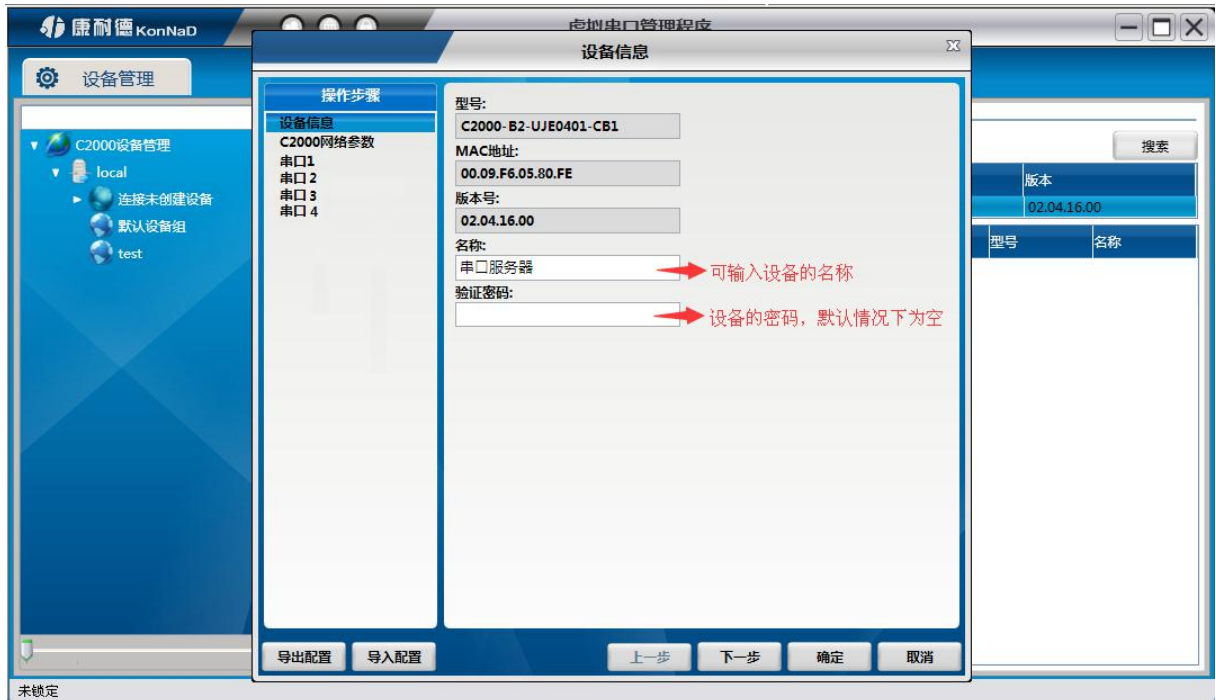 康耐德 KonNaD
虚拟串口管理程序
设备管理
C2000设备管理
local
连接未创建设备
默认设备组
test
设备信息
操作步骤
设备信息
C2000网络参数
串口1
串口 2
串口 3
串口 4
型号:
C2000-B2-UJE0401-CB1
MAC地址:
00.09.F6.05.80.FE
版本号:
02.04.16.00
名称:
串口服务器
可输入设备的名称
验证密码:
设备的密码，默认情况下为空
搜索
版本
02.04.16.00
型号 名称
导出配置 导入配置 上一步 下一步 确定 取消
未锁定